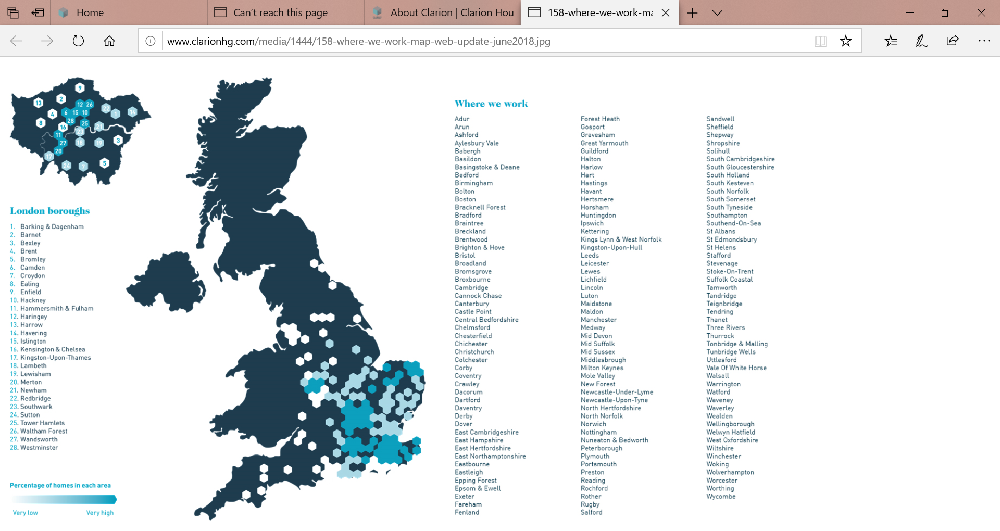 Home
Can't reach this page
About Clarion | Clarion Hou
158-where-we-work-ma
www.clarionhg.com/media/1444/158-where-we-work-map-web-update-june2018.jpg
9
13
2
12 26
22
4
6 15 10
1
14
8
28
25
16
21
23
11
27
18
19
3
20
17
24
7
5
London boroughs
1. Barking & Dagenham
2. Barnet
3. Bexley
4. Brent
5. Bromley
6. Camden
7. Croydon
8. Ealing
9. Enfield
10. Hackney
11. Hammersmith & Fulham
12. Haringey
13. Harrow
14. Havering
15. Islington
16. Kensington & Chelsea
17. Kingston-Upon-Thames
18. Lambeth
19. Lewisham
20. Merton
21. Newham
22. Redbridge
23. Southwark
24. Sutton
25. Tower Hamlets
26. Waltham Forest
27. Wandsworth
28. Westminster
Percentage of homes in each area
Very low
Very high
Where we work
Adur
Arun
Ashford
Aylesbury Vale
Babergh
Basildon
Basingstoke & Deane
Bedford
Birmingham
Bolton
Boston
Bracknell Forest
Bradford
Braintree
Breckland
Brentwood
Brighton & Hove
Bristol
Broadland
Bromsgrove
Broxbourne
Cambridge
Cannock Chase
Canterbury
Castle Point
Central Bedfordshire
Chelmsford
Chesterfield
Chichester
Christchurch
Colchester
Corby
Coventry
Crawley
Dacorum
Dartford
Daventry
Derby
Dover
East Cambridgeshire
East Hampshire
East Hertfordshire
East Northamptonshire
Eastbourne
Eastleigh
Epping Forest
Epsom & Ewell
Exeter
Fareham
Fenland
Forest Heath
Gosport
Gravesham
Great Yarmouth
Guildford
Halton
Harlow
Hart
Hastings
Havant
Hertsmere
Horsham
Huntingdon
Ipswich
Kettering
Kings Lynn & West Norfolk
Kingston-Upon-Hull
Leeds
Leicester
Lewes
Lichfield
Lincoln
Luton
Maidstone
Maldon
Manchester
Medway
Mid Devon
Mid Suffolk
Mid Sussex
Middlesbrough
Milton Keynes
Mole Valley
New Forest
Newcastle-Under-Lyme
Newcastle-Upon-Tyne
North Hertfordshire
North Norfolk
Norwich
Nottingham
Nuneaton & Bedworth
Peterborough
Plymouth
Portsmouth
Preston
Reading
Rochford
Rother
Rugby
Salford
Sandwell
Sheffield
Shepway
Shropshire
Solihull
South Cambridgeshire
South Gloucestershire
South Holland
South Kesteven
South Norfolk
South Somerset
South Tyneside
Southampton
Southend-On-Sea
St Albans
St Edmondsbury
St Helens
Stafford
Stevenage
Stoke-On-Trent
Suffolk Coastal
Tamworth
Tandridge
Teignbridge
Tendring
Thanet
Three Rivers
Thurrock
Tonbridge & Malling
Tunbridge Wells
Uttlesford
Vale Of White Horse
Walsall
Warrington
Watford
Waveney
Waverley
Wealden
Wellingborough
Welwyn Hatfield
West Oxfordshire
Wiltshire
Winchester
Woking
Wolverhampton
Worcester
Worthing
Wycombe